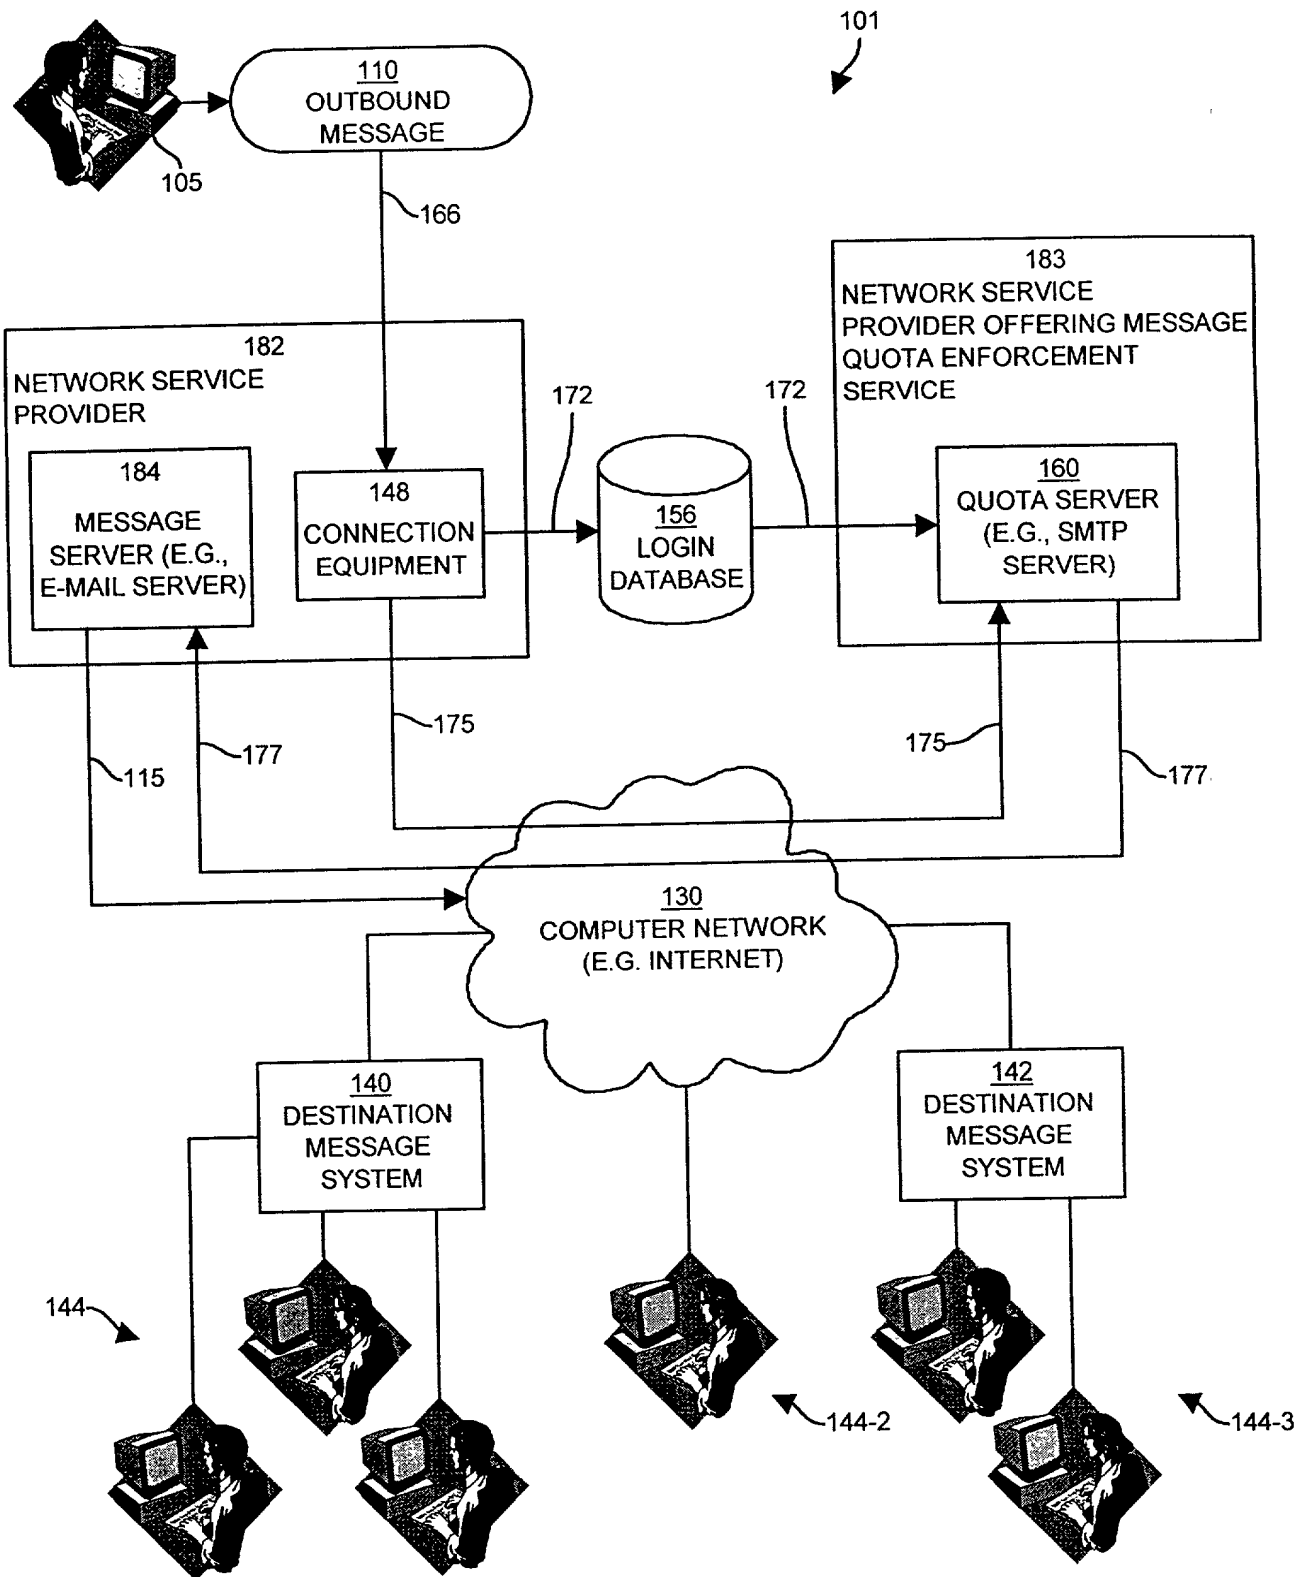 101
110
OUTBOUND
MESSAGE
105
166
182
NETWORK SERVICE
PROVIDER
184
MESSAGE
SERVER (E.G.,
E-MAIL SERVER)
148
CONNECTION
EQUIPMENT
172
156
LOGIN
DATABASE
172
183
NETWORK SERVICE
PROVIDER OFFERING MESSAGE
QUOTA ENFORCEMENT
SERVICE
160
QUOTA SERVER
(E.G., SMTP
SERVER)
115
177
175
175
177
130
COMPUTER NETWORK
(E.G. INTERNET)
140
DESTINATION
MESSAGE
SYSTEM
142
DESTINATION
MESSAGE
SYSTEM
144
144-2
144-3